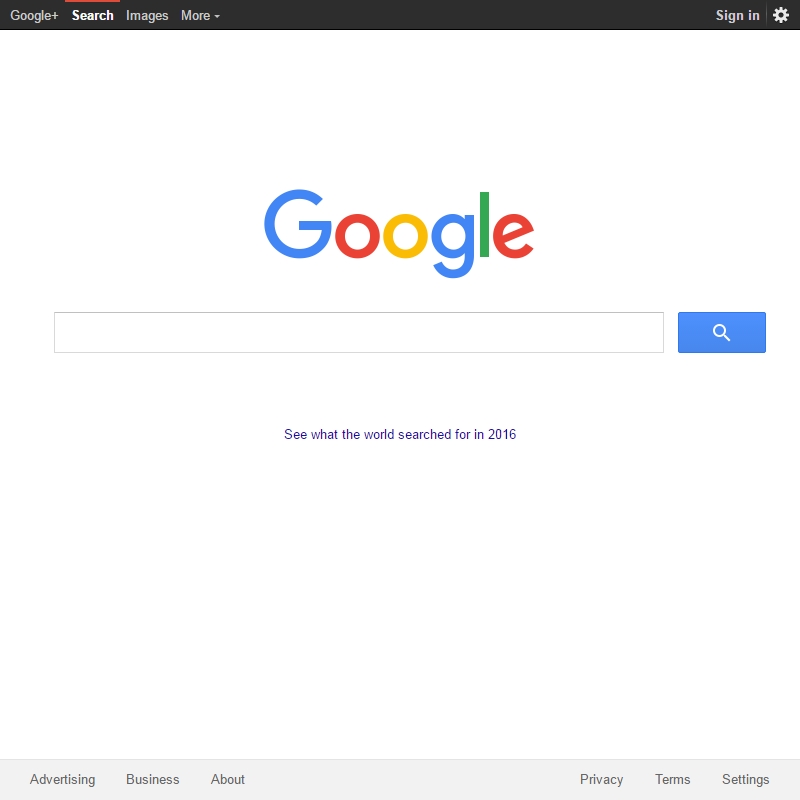 Google+ Search Images More Sign in
Google
See what the world searched for in 2016
Advertising Business About Privacy Terms Settings